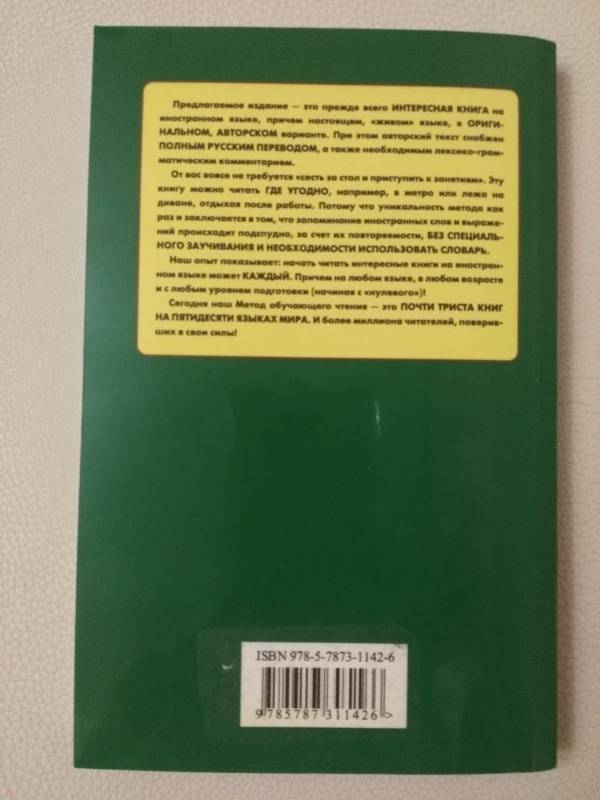 Предлагаемое издание — это прежде всего ИНТЕРЕСНАЯ КНИГА на
иностранном языке, причем настоящем, «живом» языке, в ОРИГИ-
НАЛЬНОМ, АВТОРСКОМ варианте. При этом авторский текст снабжен
ПОЛНЫМ РУССКИМ ПЕРЕВОДОМ, а также необходимым лексико-грам-
матическим комментарием.
От вас вовсе не требуется «сесть за стол и приступить к занятиям». Эту
книгу можно читать ГДЕ УГОДНО, например, в метро или лежа на
диване, отдыхая после работы. Потому что уникальность метода как
раз и заключается в том, что запоминание иностранных слов и выраже-
ний происходит подспудно, за счет их повторяемости, БЕЗ СПЕЦИАЛЬ-
НОГО ЗАУЧИВАНИЯ И НЕОБХОДИМОСТИ ИСПОЛЬЗОВАТЬ СЛОВАРЬ.
Наш опыт показывает: начать читать интересные книги на иностран-
ном языке может КАЖДЫЙ. Причем на любом языке, в любом возрасте
и с любым уровнем подготовки (начиная с «нулевого»)!
Сегодня наш Метод обучающего чтения — это ПОЧТИ ТРИСТА КНИГ
НА ПЯТИДЕСЯТИ ЯЗЫКАХ МИРА. И более миллиона читателей, поверив-
ших в свои силы!
ISBN 978-5-7873-1142-6
9 785787 311426 >